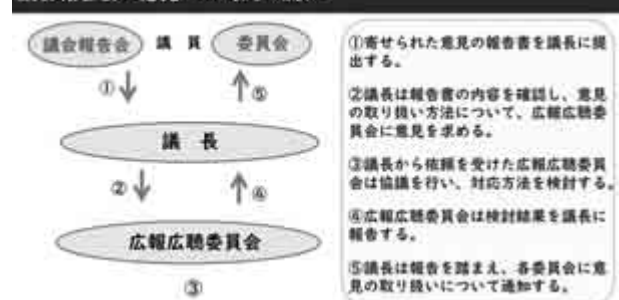 議会報告会 議員 委員会
① ⑤
議長
② ④
広報広聴委員会
③
①寄せられた意見の報告書を議長に提
出する。
②議長は報告書の内容を確認し、意見
の取り扱い方法について、広報広聴委
員会に意見を求める。
③議長から依頼を受けた広報広聴委員
会は協議を行い、対応方法を検討する。
④広報広聴委員会は検討結果を議長に
報告する。
⑤議長は報告を踏まえ、各委員会に意
見の取り扱いについて通知する。